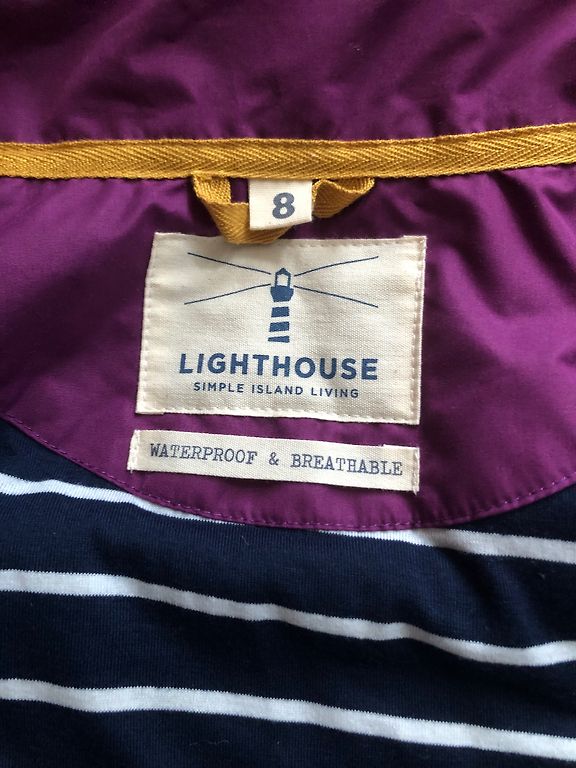 8
LIGHTHOUSE
SIMPLE ISLAND LIVING
WATERPROOF & BREATHABLE